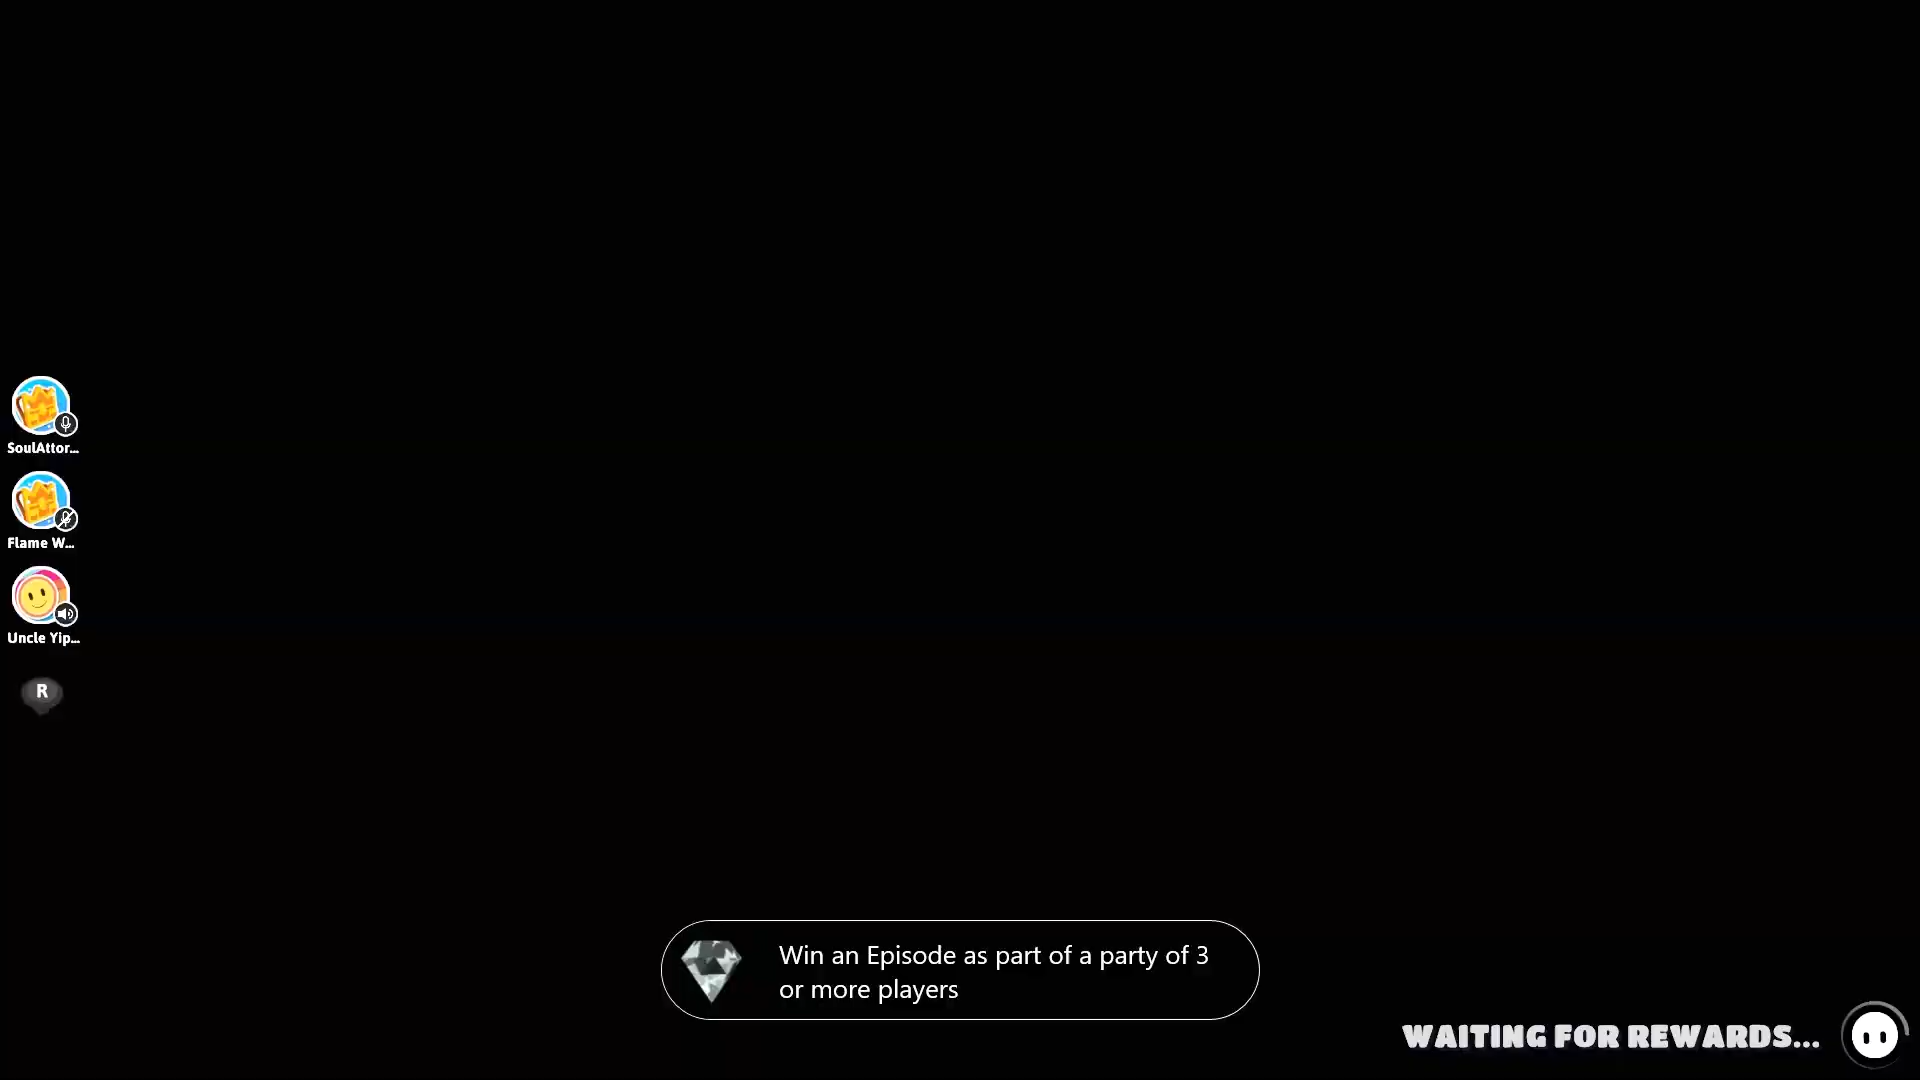 SoulAttor...
Flame W...
Uncle Yip...
R
Win an Episode as part of a party of 3
or more players
WAITING FOR REWARDS...